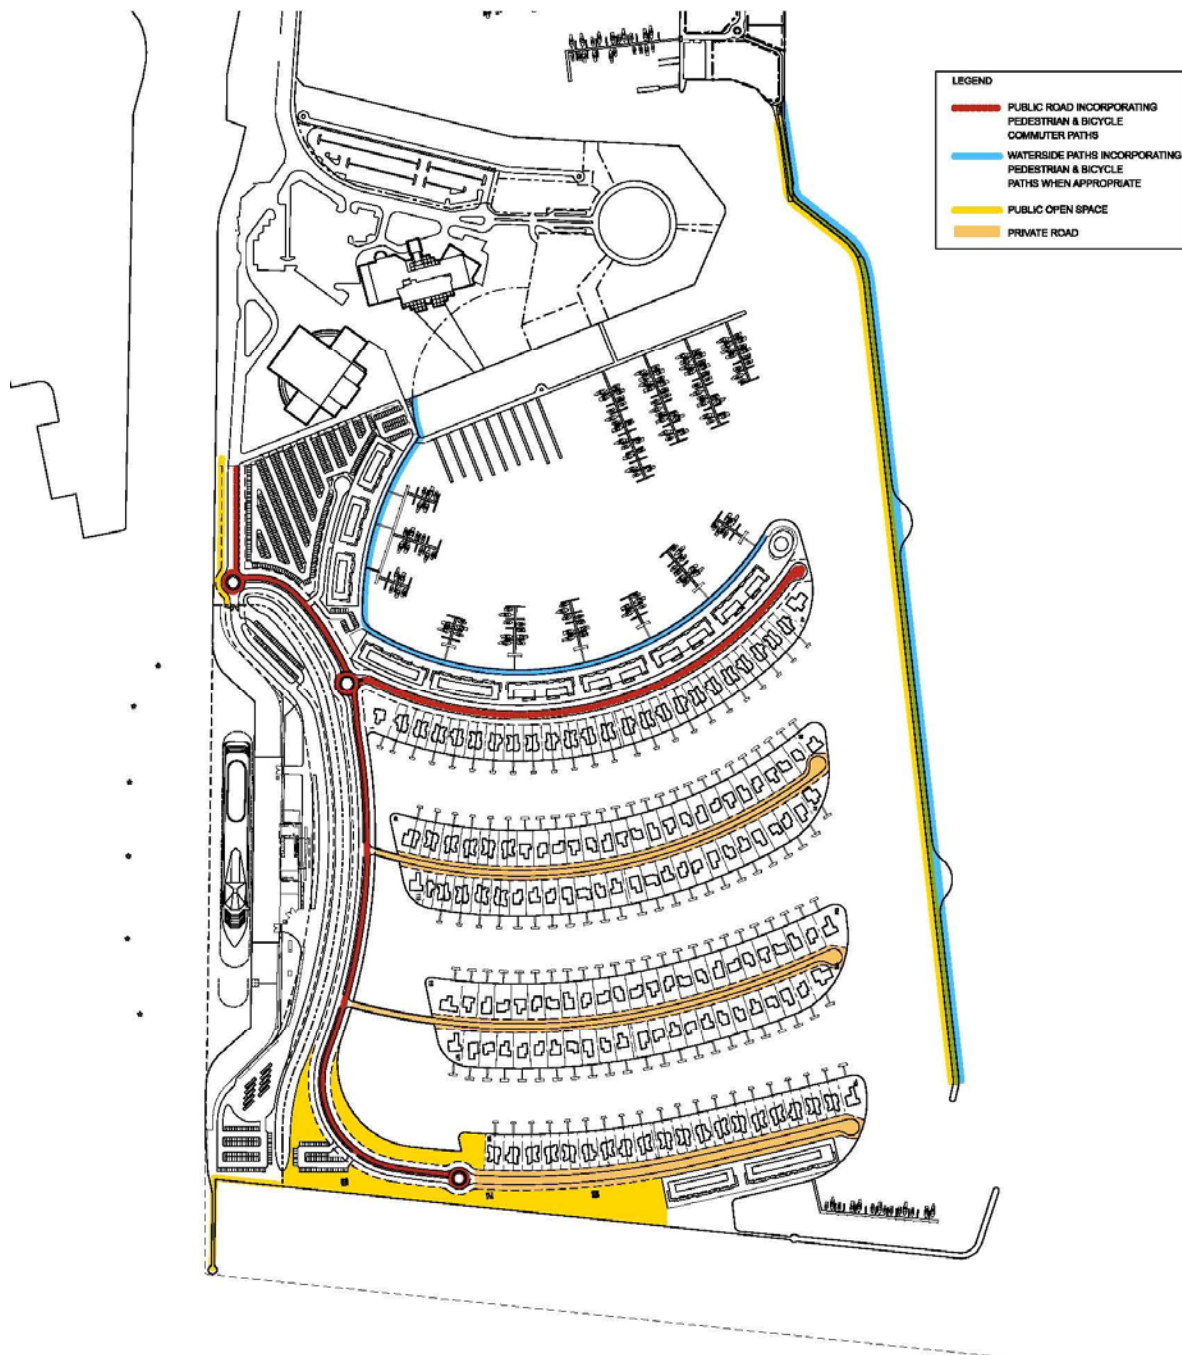 LEGEND
PUBLIC ROAD INCORPORATING
PEDESTRIAN & BICYCLE
COMMUTER PATHS
WATERSIDE PATHS INCORPORATING
PEDESTRIAN & BICYCLE
PATHS WHEN APPROPRIATE
PUBLIC OPEN SPACE
PRIVATE ROAD